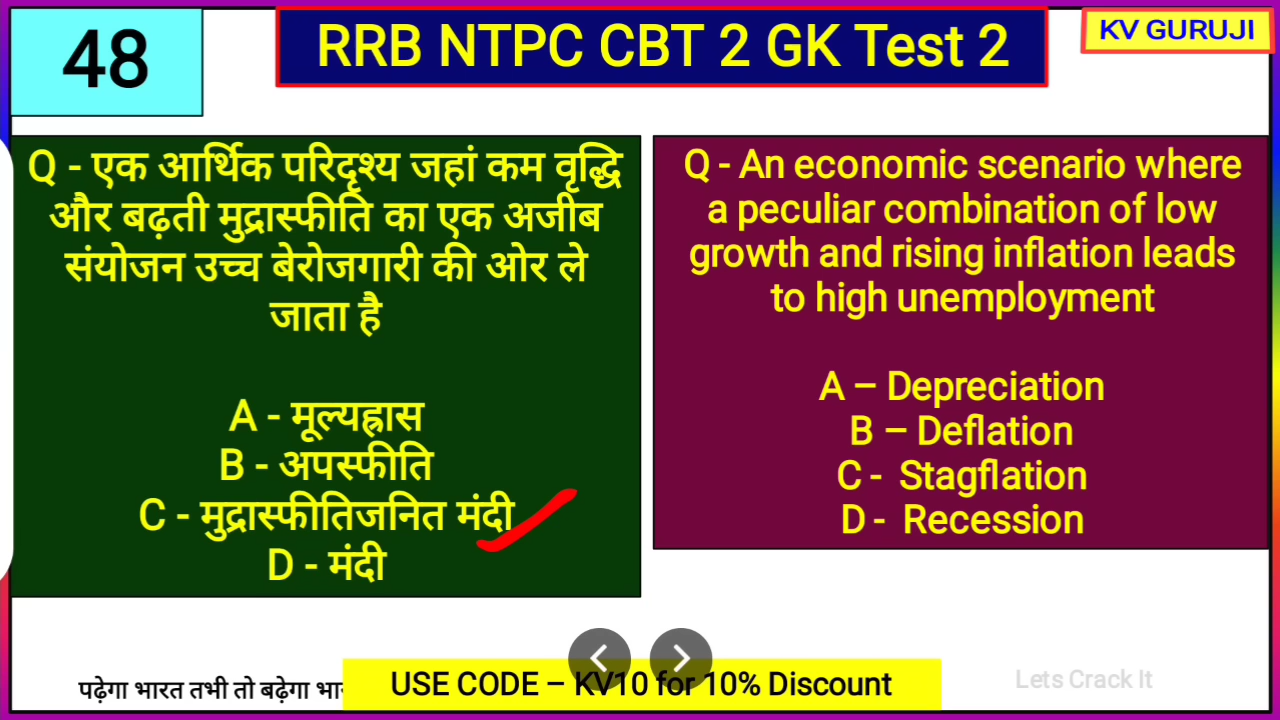 48
RRB NTPC CBT 2 GK Test 2
KV GURUJI
Q - एक आर्थिक परिदृश्य जहां कम वृद्धि
और बढ़ती मुद्रास्फीति का एक अजीब
संयोजन उच्च बेरोजगारी की ओर ले
जाता है
A - मूल्यह्रास
B - अपस्फीति
C - मुद्रास्फीतिजनित मंदी
D - मंदी
Q - An economic scenario where
a peculiar combination of low
growth and rising inflation leads
to high unemployment
A – Depreciation
B – Deflation
C - Stagflation
D - Recession
पढ़ेगा भारत तभी तो बढ़ेगा
USE CODE – KV10 for 10% Discount
Lets Crack It